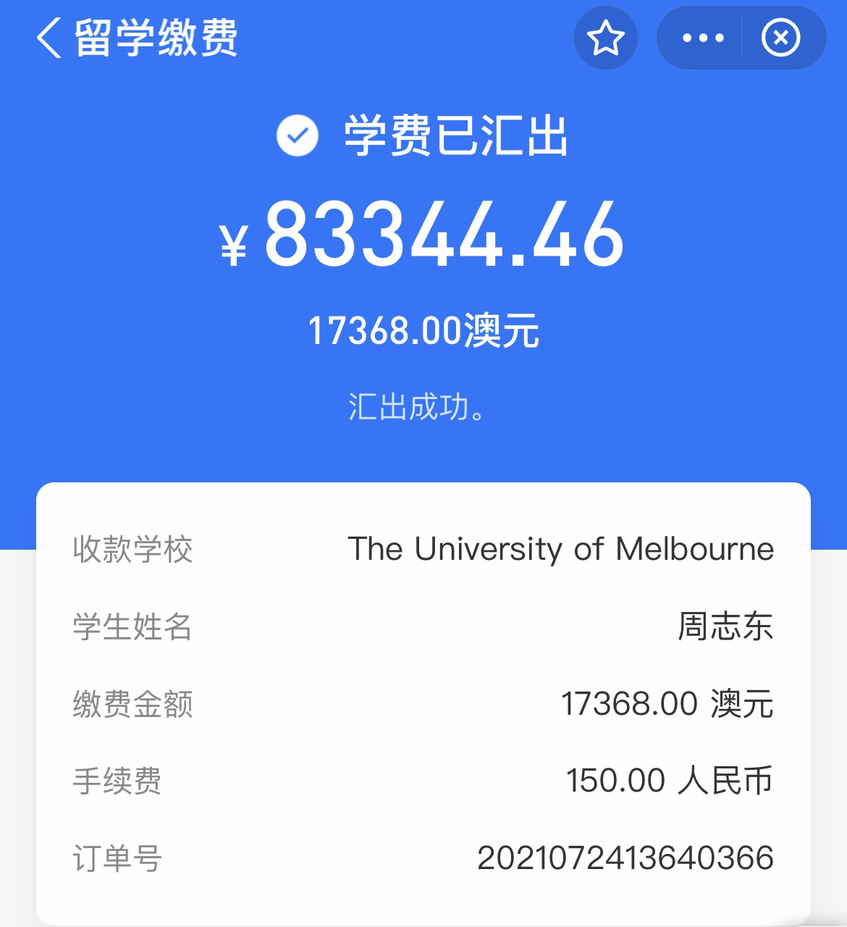 留学缴费
学费已汇出
¥83344.46
17368.00澳元
汇出成功。
收款学校 The University of Melbourne
学生姓名 周志东
缴费金额 17368.00 澳元
手续费 150.00 人民币
订单号 2021072413640366